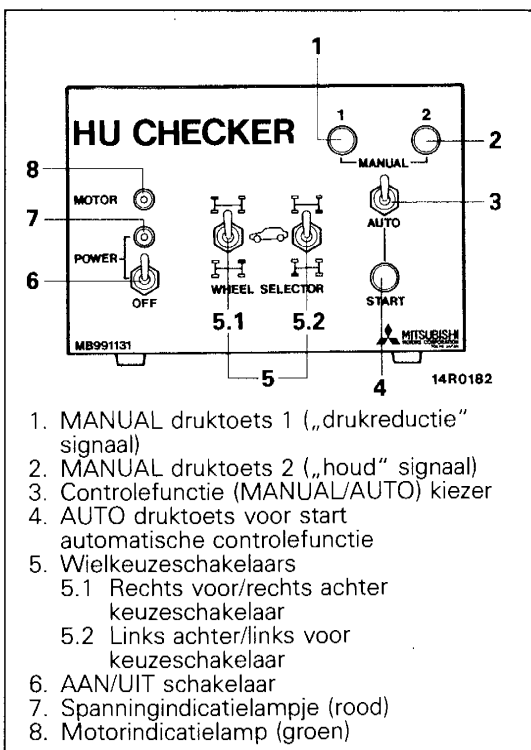 1
HU CHECKER
1 2
MANUAL
2
8
MOTOR
3
AUTO
7
POWER
6
OFF
WHEEL SELECTOR
START
5.1 5.2
MITSUBISHI
MOTORS CORPORATION
MB991131
5
4
14R0182
1. MANUAL druktoets 1 („drukreductie"
signaal)
2. MANUAL druktoets 2 („houd" signaal)
3. Controlefunctie (MANUAL/AUTO) kiezer
4. AUTO druktoets voor start
automatische controlefunctie
5. Wielkeuzeschakelaars
5.1 Rechts voor/rechts achter
keuzeschakelaar
5.2 Links achter/links voor
keuzeschakelaar
6. AAN/UIT schakelaar
7. Spanningindicatielampje (rood)
8. Motorindicatielamp (groen)